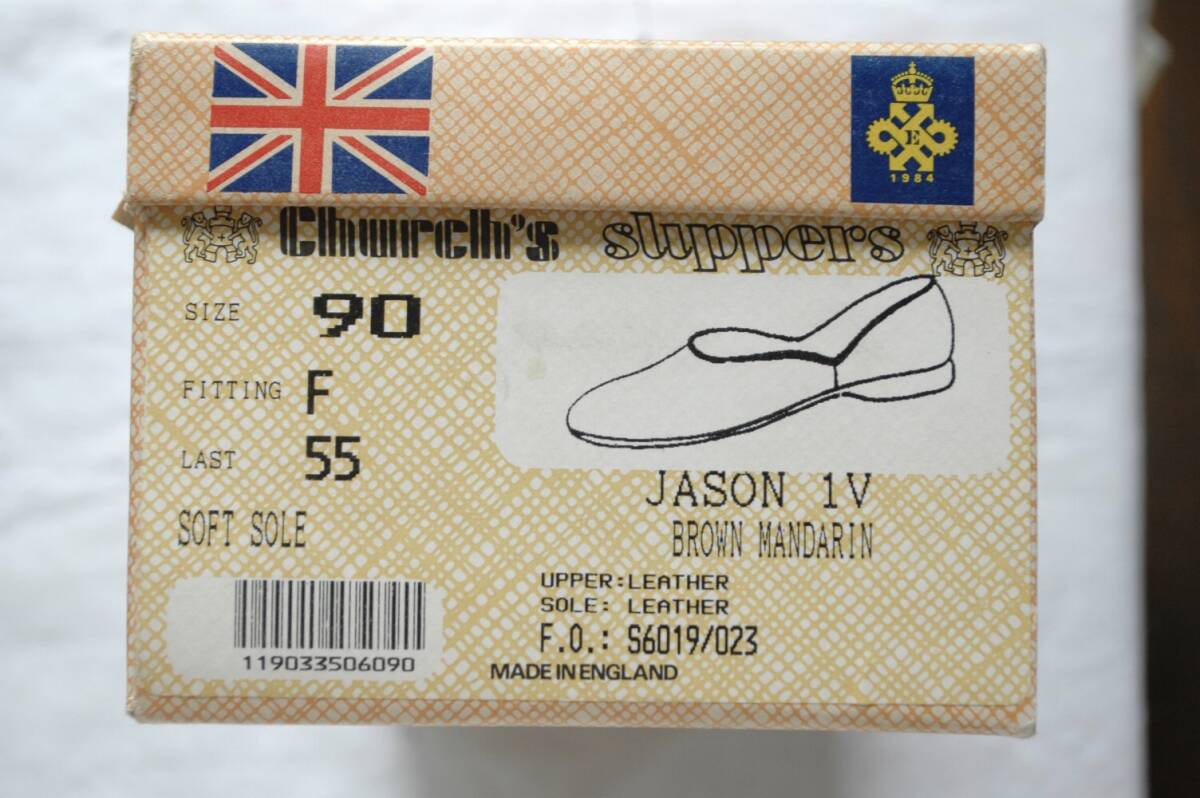 E
1984
Church's slippers
SIZE 90
FITTING F
LAST 55
SOFT SOLE
JASON 1V
BROWN MANDARIN
UPPER: LEATHER
SOLE: LEATHER
F.O.: S6019/023
MADE IN ENGLAND
119033506090